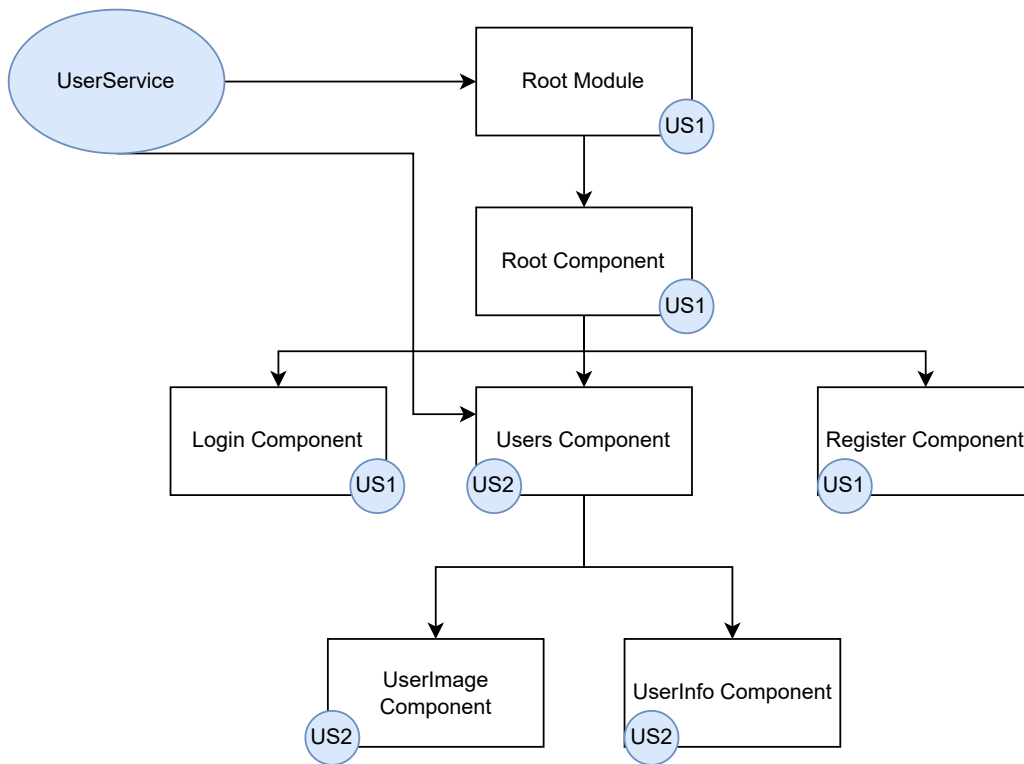 UserService
Root Module
US1
Root Component
US1
Login Component
US1
Users Component
US2
Register Component
US1
UserImage
Component
US2
UserInfo Component
US2